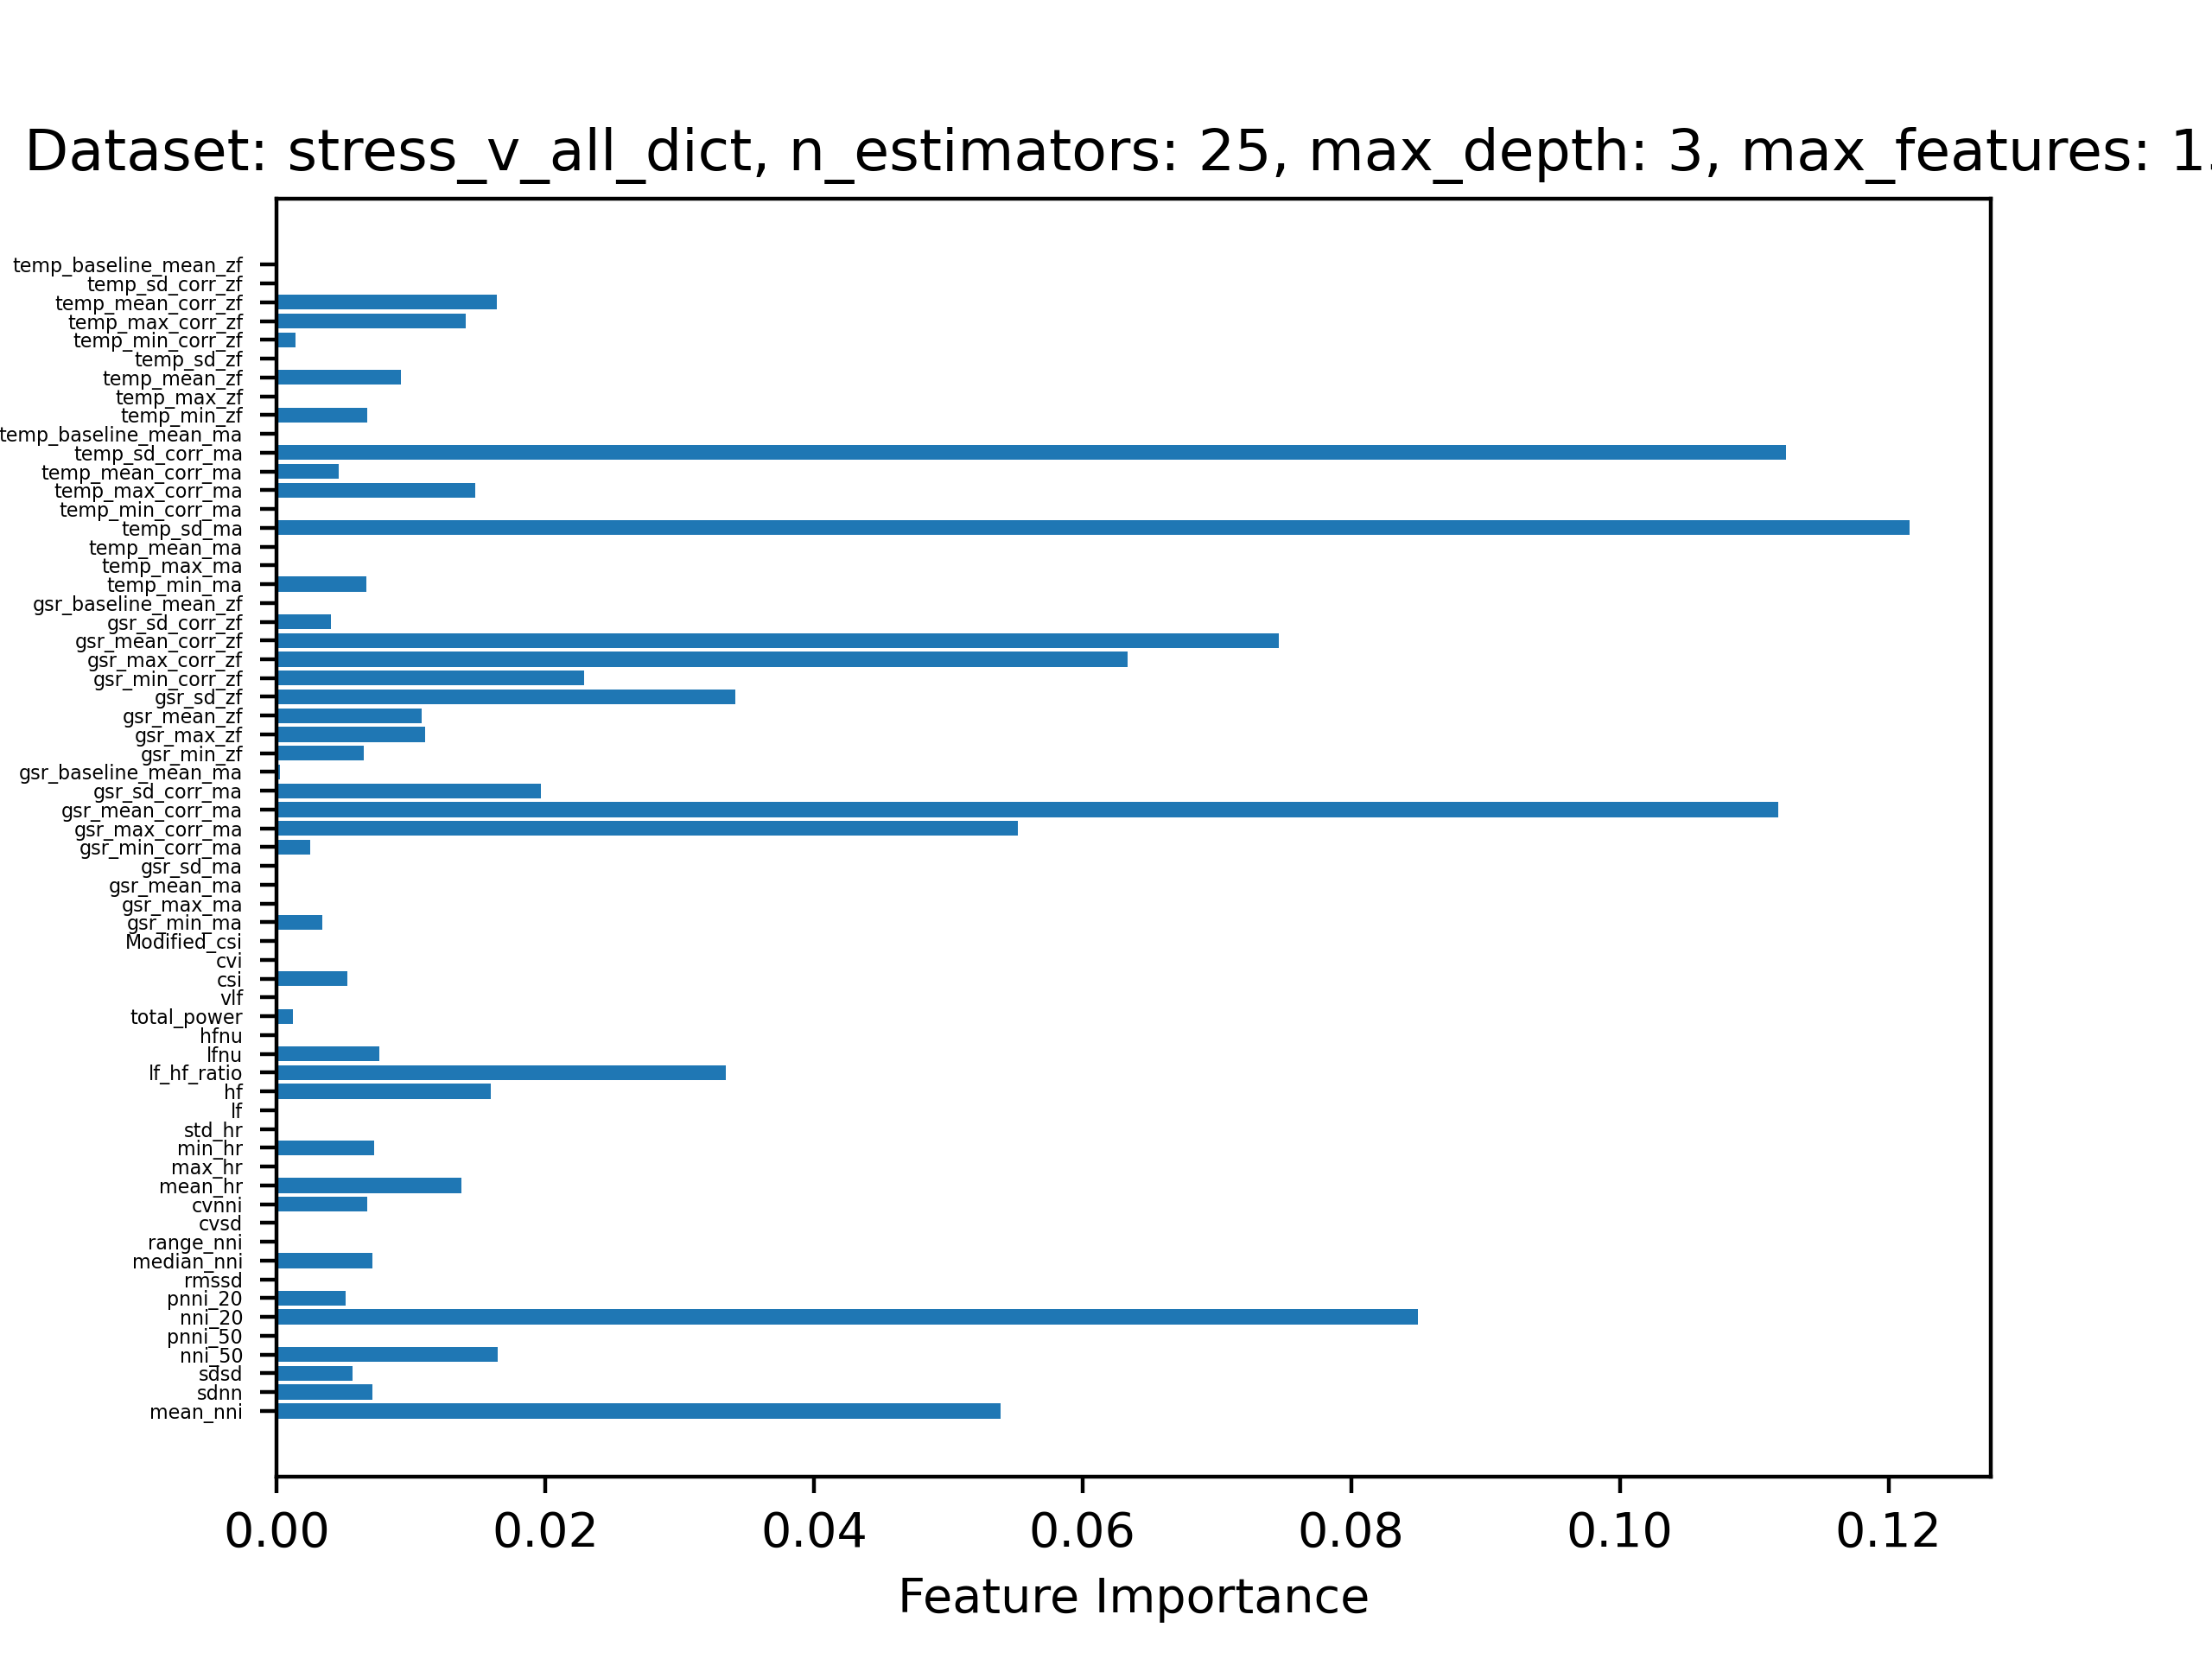 Dataset: stress_v_all_dict, n_estimators: 25, max_depth: 3, max_features: 1.
temp_baseline_mean_zf
temp_sd_corr_zf
temp_mean_corr_zf
temp_max_corr_zf
temp_min_corr_zf
temp_sd_zf
temp_mean_zf
temp_max_zf
temp_min_zf
temp_baseline_mean_ma
temp_sd_corr_ma
temp_mean_corr_ma
temp_max_corr_ma
temp_min_corr_ma
temp_sd_ma
temp_mean_ma
temp_max_ma
temp_min_ma
gsr_baseline_mean_zf
gsr_sd_corr_zf
gsr_mean_corr_zf
gsr_max_corr_zf
gsr_min_corr_zf
gsr_sd_zf
gsr_mean_zf
gsr_max_zf
gsr_min_zf
gsr_baseline_mean_ma
gsr_sd_corr_ma
gsr_mean_corr_ma
gsr_max_corr_ma
gsr_min_corr_ma
gsr_sd_ma
gsr_mean_ma
gsr_max_ma
gsr_min_ma
Modified_csi
cvi
csi
vlf
total_power
hfnu
lfnu
lf_hf_ratio
hf
lf
std_hr
min_hr
max_hr
mean_hr
cvnni
cvsd
range_nni
median_nni
rmssd
pnni_20
nni_20
pnni_50
nni_50
sdsd
sdnn
mean_nni
0.00 0.02 0.04 0.06 0.08 0.10 0.12
Feature Importance